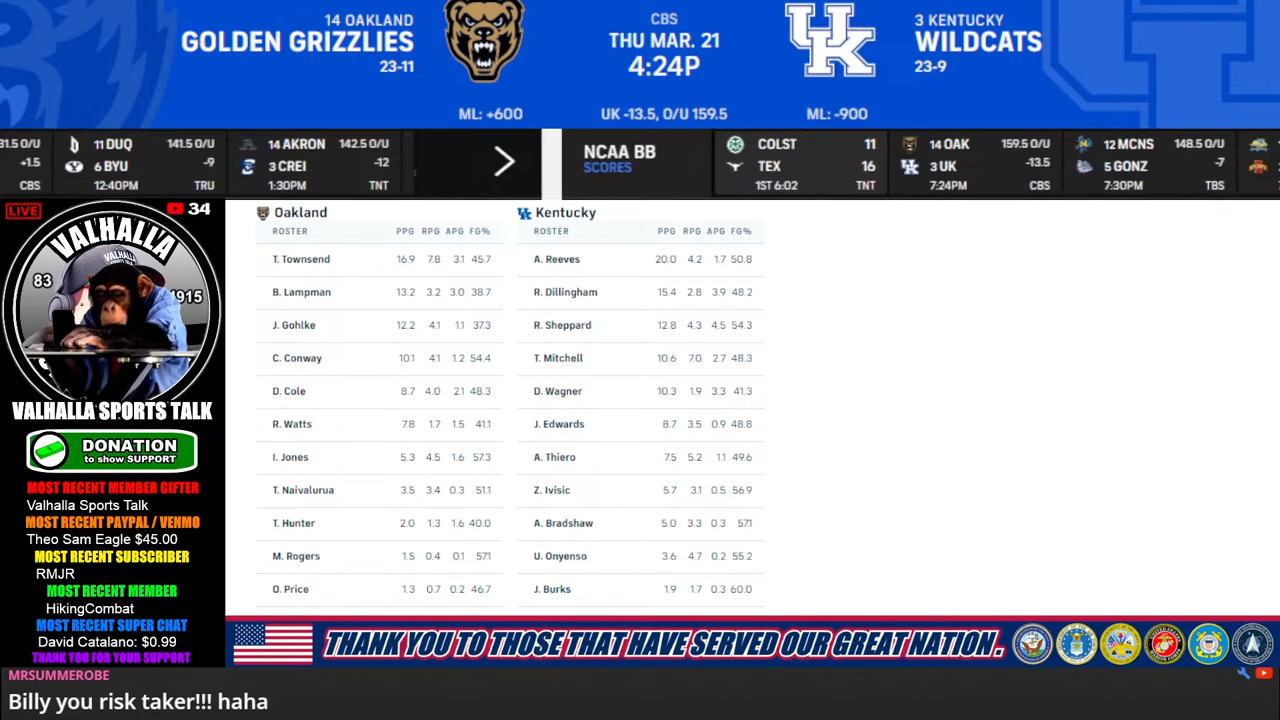 14 OAKLAND
GOLDEN GRIZZLIES
23-11
ML: +600
CBS
THU MAR. 21
4:24P
UK -13.5, O/U 159.5
3 KENTUCKY
WILDCATS
23-9
ML: -900
31.5 O/U
+1.5
CBS
11 DUQ 141.5 O/U
6 BYU -9
12:40PM TRU
14 AKRON 142.5 O/U
3 CREI -12
1:30PM TNT
NCAA BB
SCORES
COLST 11
TEX 16
1ST 6:02 TNT
14 OAK 159.5 O/U
3 UK -13.5
7:24PM CBS
12 MCNS 148.5 O/U
5 GONZ -7
7:30PM TBS
LIVE 34
VALHALLA
VALHALLA
83
1915
VALHALLA SPORTS TALK
DONATION
to show SUPPORT
MOST RECENT MEMBER GIFTER
Valhalla Sports Talk
MOST RECENT PAYPAL / VENMO
Theo Sam Eagle $45.00
MOST RECENT SUBSCRIBER
RMJR
MOST RECENT MEMBER
HikingCombat
MOST RECENT SUPER CHAT
David Catalano: $0.99
THANK YOU FOR YOUR SUPPORT
Oakland
ROSTER PPG RPG APG FG%
T. Townsend 16.9 7.8 3.1 45.7
B. Lampman 13.2 3.2 3.0 38.7
J. Gohlke 12.2 4.1 1.1 37.3
C. Conway 10.1 4.1 1.2 54.4
D. Cole 8.7 4.0 2.1 48.3
R. Watts 7.8 1.7 1.5 41.1
I. Jones 5.3 4.5 1.6 57.3
T. Naivalurua 3.5 3.4 0.3 51.1
T. Hunter 2.0 1.3 1.6 40.0
M. Rogers 1.5 0.4 0.1 57.1
O. Price 1.3 0.7 0.2 46.7
Kentucky
ROSTER PPG RPG APG FG%
A. Reeves 20.0 4.2 1.7 50.8
R. Dillingham 15.4 2.8 3.9 48.2
R. Sheppard 12.8 4.3 4.5 54.3
T. Mitchell 10.6 7.0 2.7 48.3
D. Wagner 10.3 1.9 3.3 41.3
J. Edwards 8.7 3.5 0.9 48.8
A. Thiero 7.5 5.2 1.1 49.6
Z. Ivisic 5.7 3.1 0.5 56.9
A. Bradshaw 5.0 3.3 0.3 57.1
U. Onyenso 3.6 4.7 0.2 55.2
J. Burks 1.9 1.7 0.3 60.0
THANK YOU TO THOSE THAT HAVE SERVED OUR GREAT NATION.
MRSUMMEROBE
Billy you risk taker!!! haha